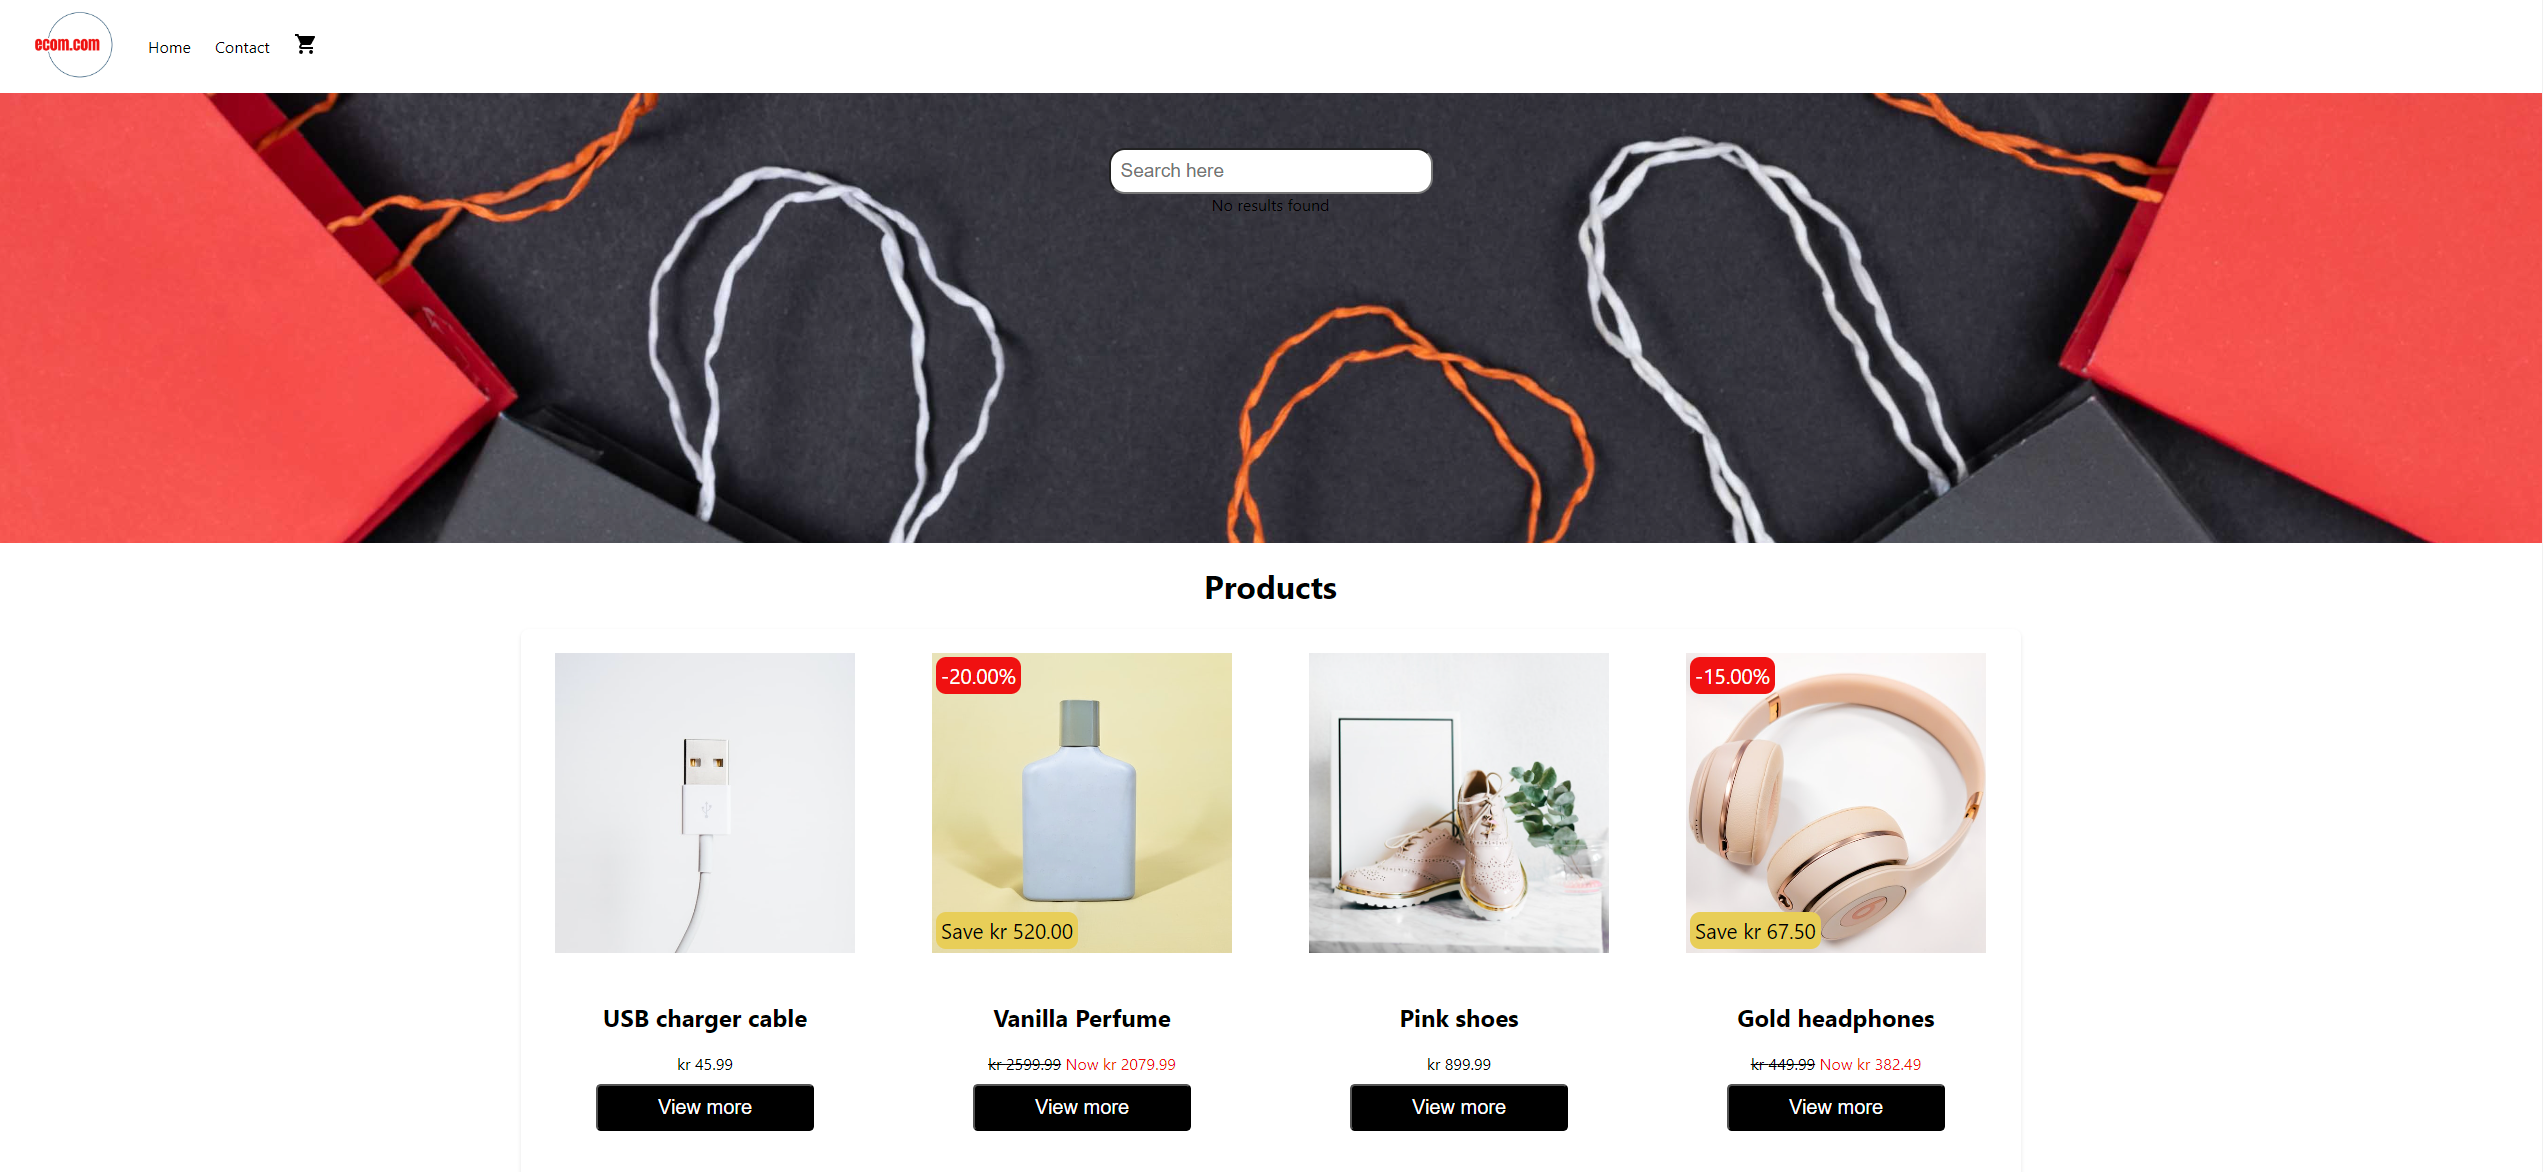 ecom.com
Home Contact
Search here
No results found
Products
-20.00%
-15.00%
Save kr 520.00
Save kr 67.50
USB charger cable
Vanilla Perfume
Pink shoes
Gold headphones
kr 45.99
kr 2599.99 Now kr 2079.99
kr 899.99
kr 449.99 Now kr 382.49
View more
View more
View more
View more